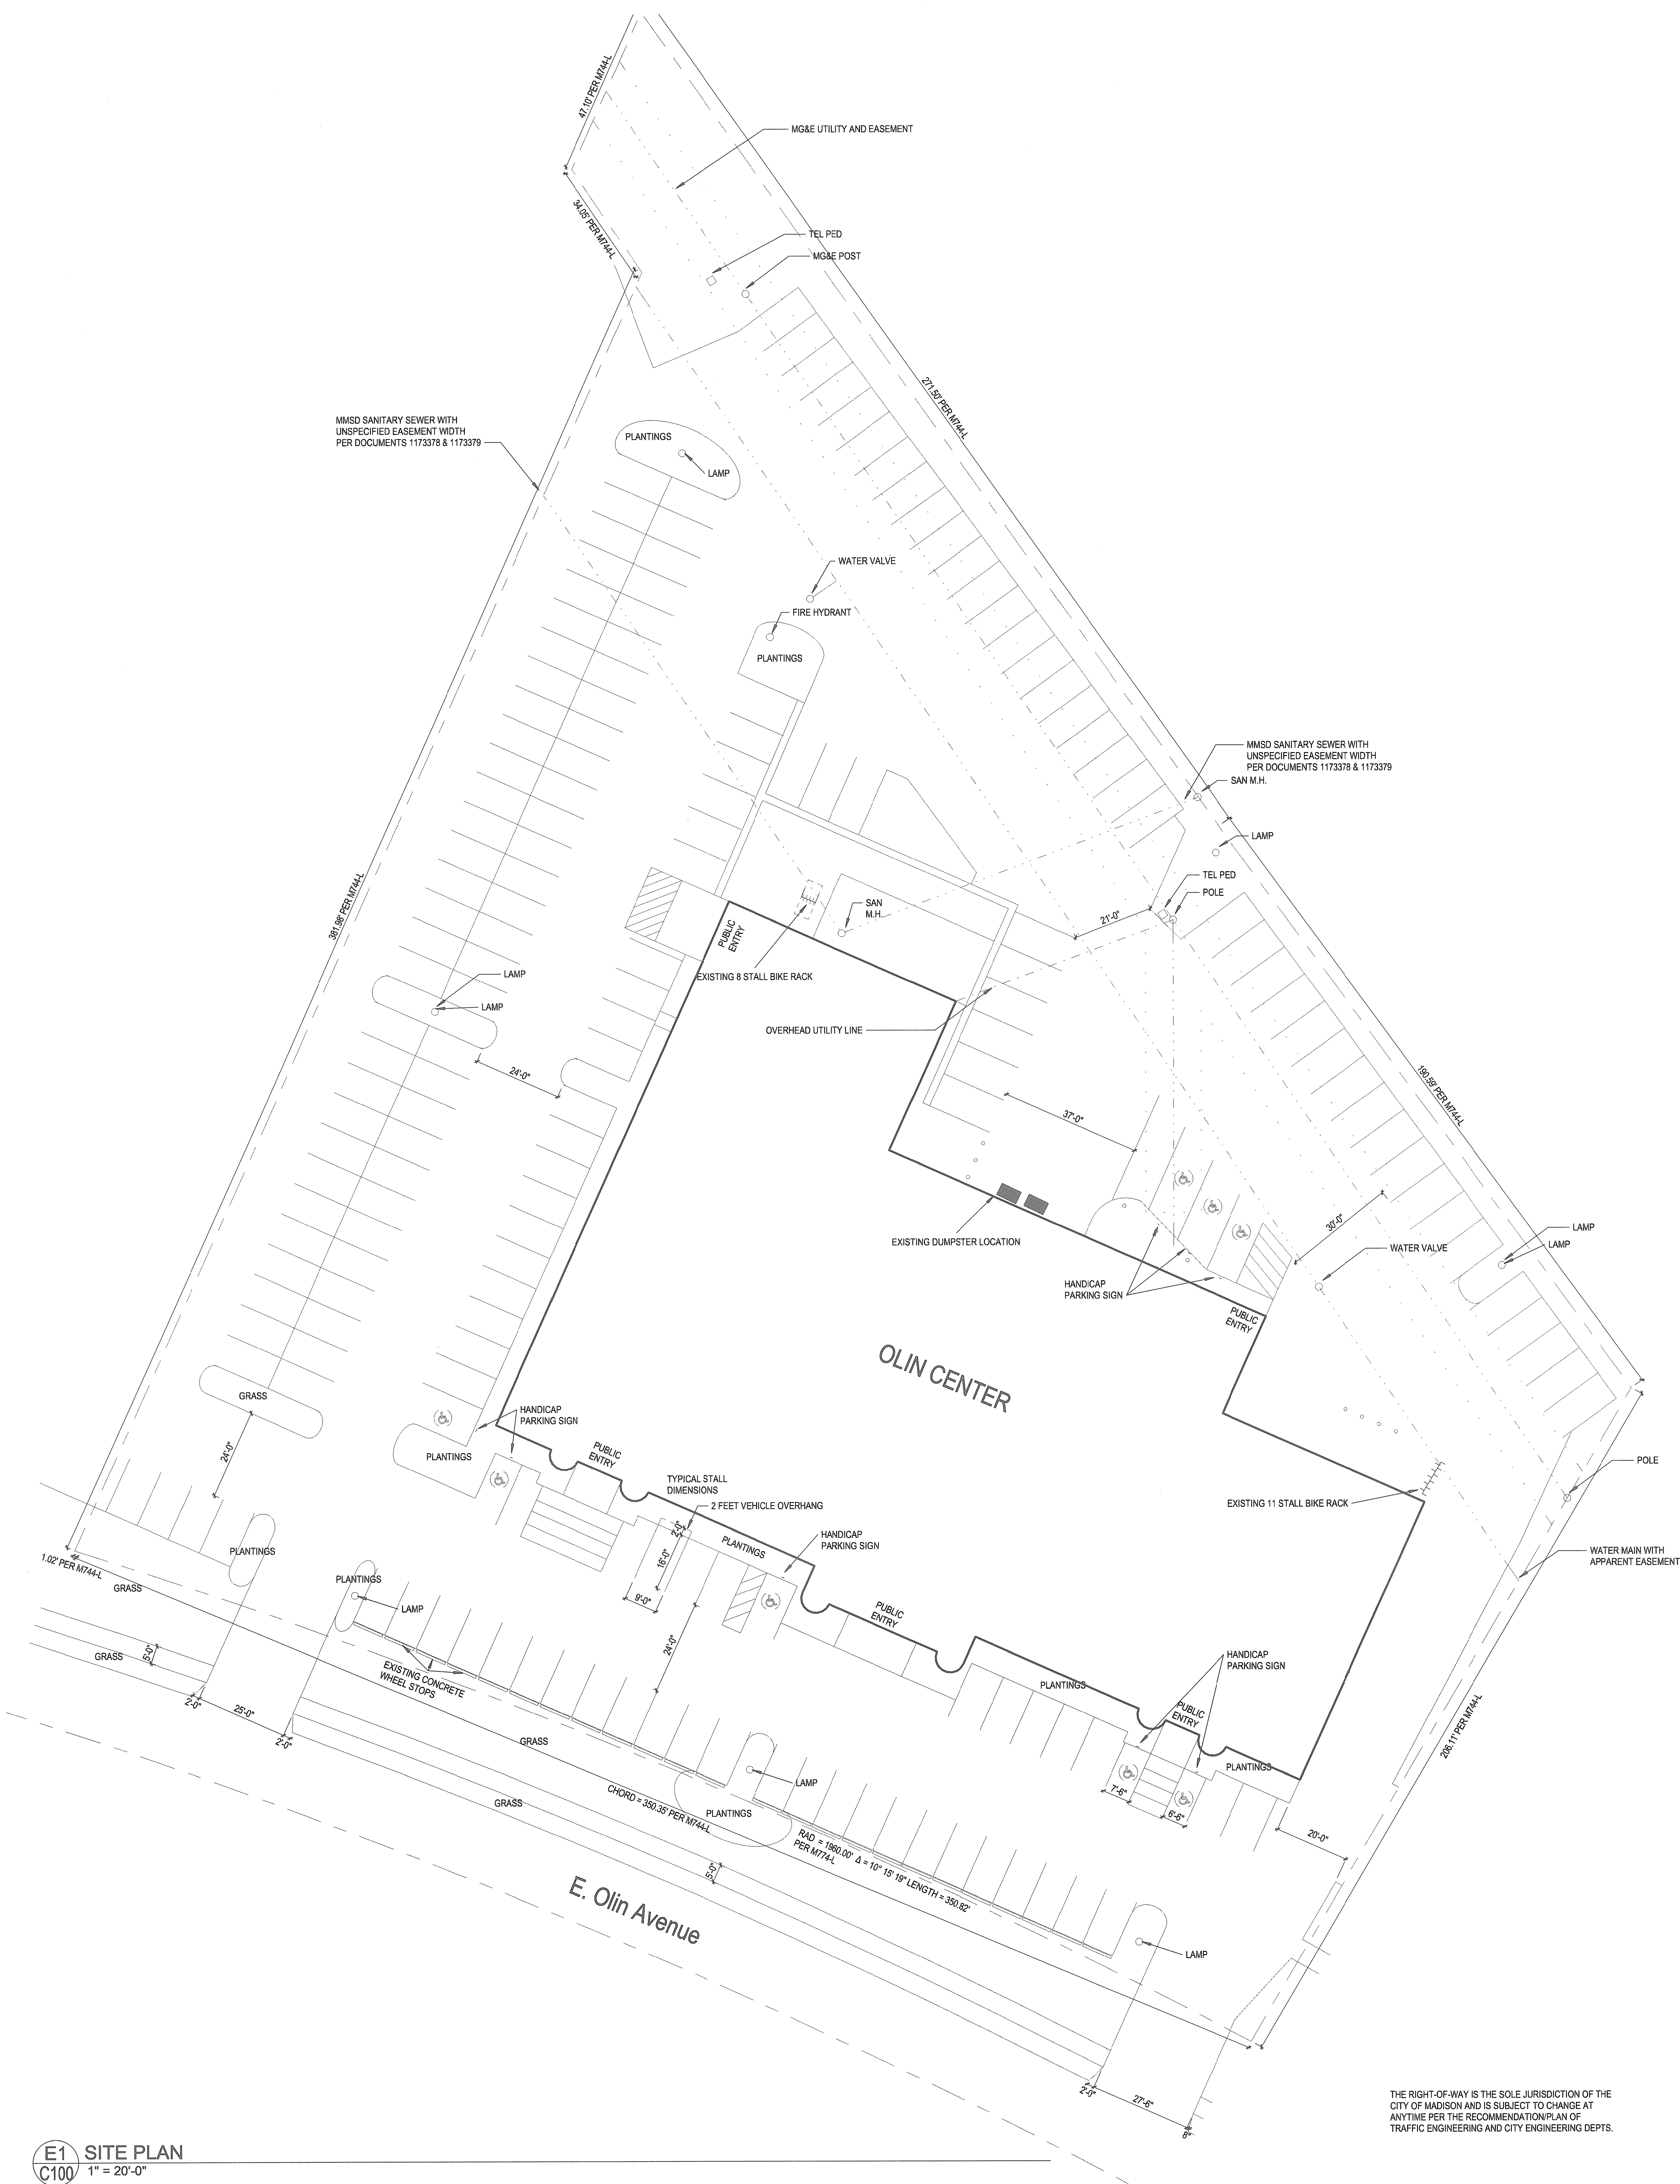 47.10' PER M744-L
MG&E UTILITY AND EASEMENT
34.05' PER M744-L
TEL PED
MG&E POST
271.50' PER M744-L
MMSD SANITARY SEWER WITH
UNSPECIFIED EASEMENT WIDTH
PER DOCUMENTS 1173378 & 1173379
PLANTINGS
LAMP
WATER VALVE
FIRE HYDRANT
PLANTINGS
MMSD SANITARY SEWER WITH
UNSPECIFIED EASEMENT WIDTH
PER DOCUMENTS 1173378 & 1173379
SAN M.H.
LAMP
TEL PED
POLE
381.98' PER M744-L
SAN
M.H.
21'-0"
PUBLIC
ENTRY
EXISTING 8 STALL BIKE RACK
LAMP
LAMP
OVERHEAD UTILITY LINE
24'-0"
37'-0"
190.59' PER M744-L
EXISTING DUMPSTER LOCATION
30'-0"
LAMP
LAMP
WATER VALVE
HANDICAP
PARKING SIGN
PUBLIC
ENTRY
OLIN CENTER
GRASS
HANDICAP
PARKING SIGN
24'-0"
PLANTINGS
PUBLIC
ENTRY
TYPICAL STALL
DIMENSIONS
2 FEET VEHICLE OVERHANG
POLE
EXISTING 11 STALL BIKE RACK
2'-0"
16'-0"
9'-0"
PLANTINGS
HANDICAP
PARKING SIGN
WATER MAIN WITH
APPARENT EASEMENT
1.02' PER M744-L
GRASS
PLANTINGS
PLANTINGS
LAMP
PUBLIC
ENTRY
24'-0"
GRASS
5'-0"
EXISTING CONCRETE
WHEEL STOPS
HANDICAP
PARKING SIGN
PLANTINGS
PUBLIC
ENTRY
PLANTINGS
2'-0"
25'-0"
2'-0"
GRASS
206.11' PER M744-L
LAMP
7'-6"
6'-6"
20'-0"
GRASS
CHORD = 350.35' PER M744-L
PLANTINGS
RAD = 1960.00' Δ = 10° 15' 19" LENGTH = 350.82'
PER M774-L
5'-0"
E. Olin Avenue
LAMP
2'-0"
27'-6"
THE RIGHT-OF-WAY IS THE SOLE JURISDICTION OF THE
CITY OF MADISON AND IS SUBJECT TO CHANGE AT
ANYTIME PER THE RECOMMENDATION/PLAN OF
TRAFFIC ENGINEERING AND CITY ENGINEERING DEPTS.
E1
C100
SITE PLAN
1" = 20'-0"